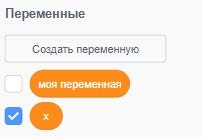 Переменные
Создать переменную
моя переменная
x